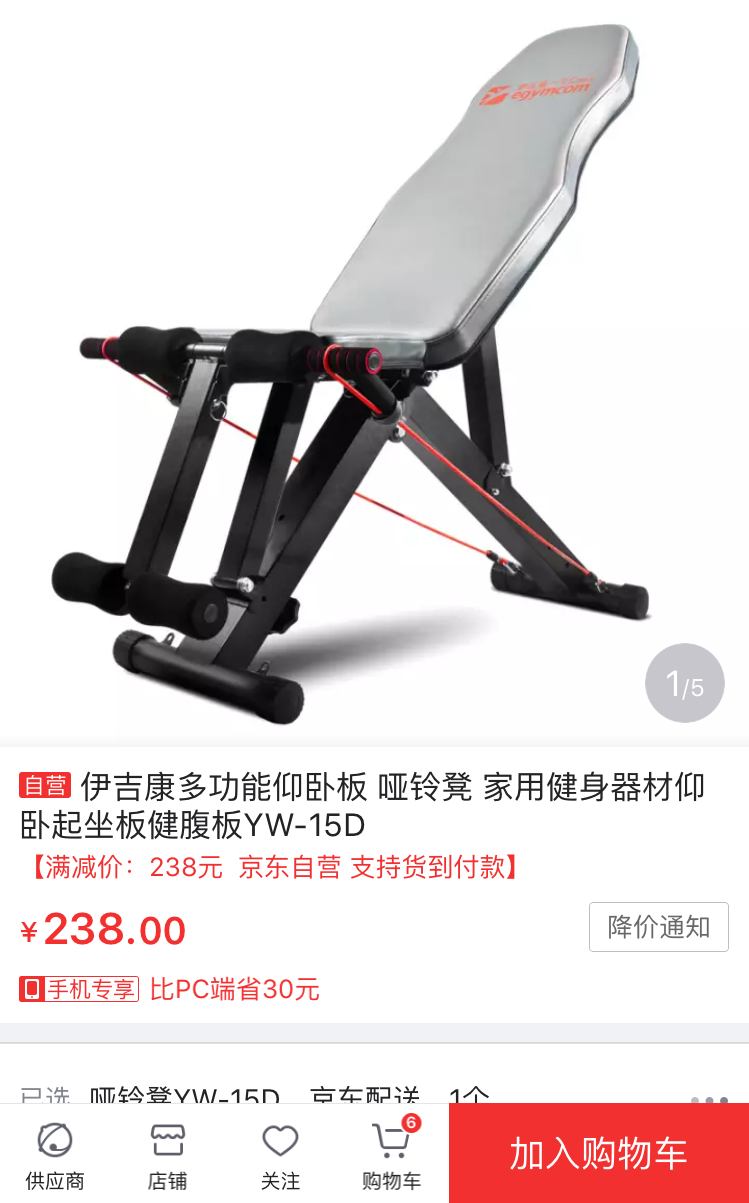 egymcom
1/5
自营 伊吉康多功能仰卧板 哑铃凳 家用健身器材仰
卧起坐板健腹板YW-15D
【满减价：238元 京东自营 支持货到付款】
¥238.00
降价通知
手机专享 比PC端省30元
已选 哑铃凳YW-15D 京东配送 1个
6
供应商 店铺 关注 购物车 加入购物车